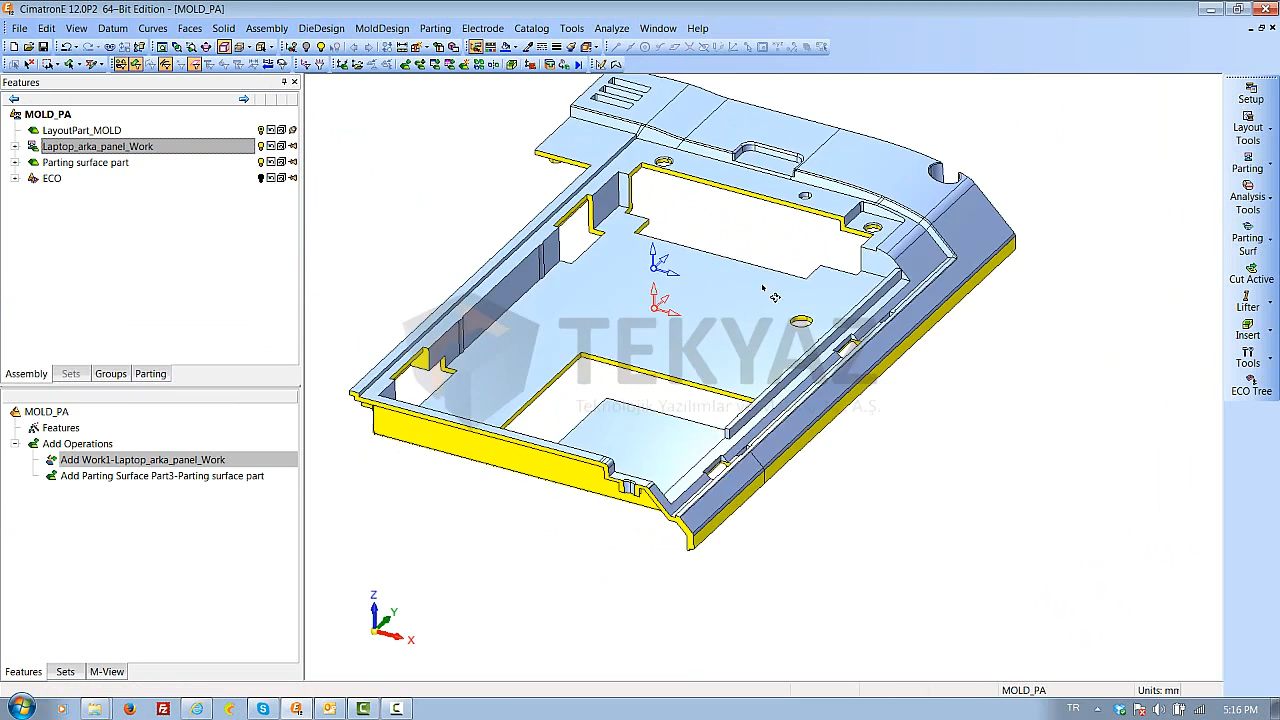 CimatronE 12.0P2 64-Bit Edition - [MOLD_PA]
File Edit View Datum Curves Faces Solid Assembly DieDesign MoldDesign Parting Electrode Catalog Tools Analyze Window Help
Features
MOLD_PA
LayoutPart_MOLD
Laptop_arka_panel_Work
Parting surface part
ECO
Assembly Sets Groups Parting
MOLD_PA
Features
Add Operations
Add Work1-Laptop_arka_panel_Work
Add Parting Surface Part3-Parting surface part
Features Sets M-View
TEKYAZ
Teknolojik Yazılımlar A.Ş.
Z
Y
X
Setup
Layout
Tools
Parting
Analysis
Tools
Parting
Surf
Cut Active
Lifter
Insert
Tools
ECO Tree
MOLD_PA Units: mm
TR 5:16 PM